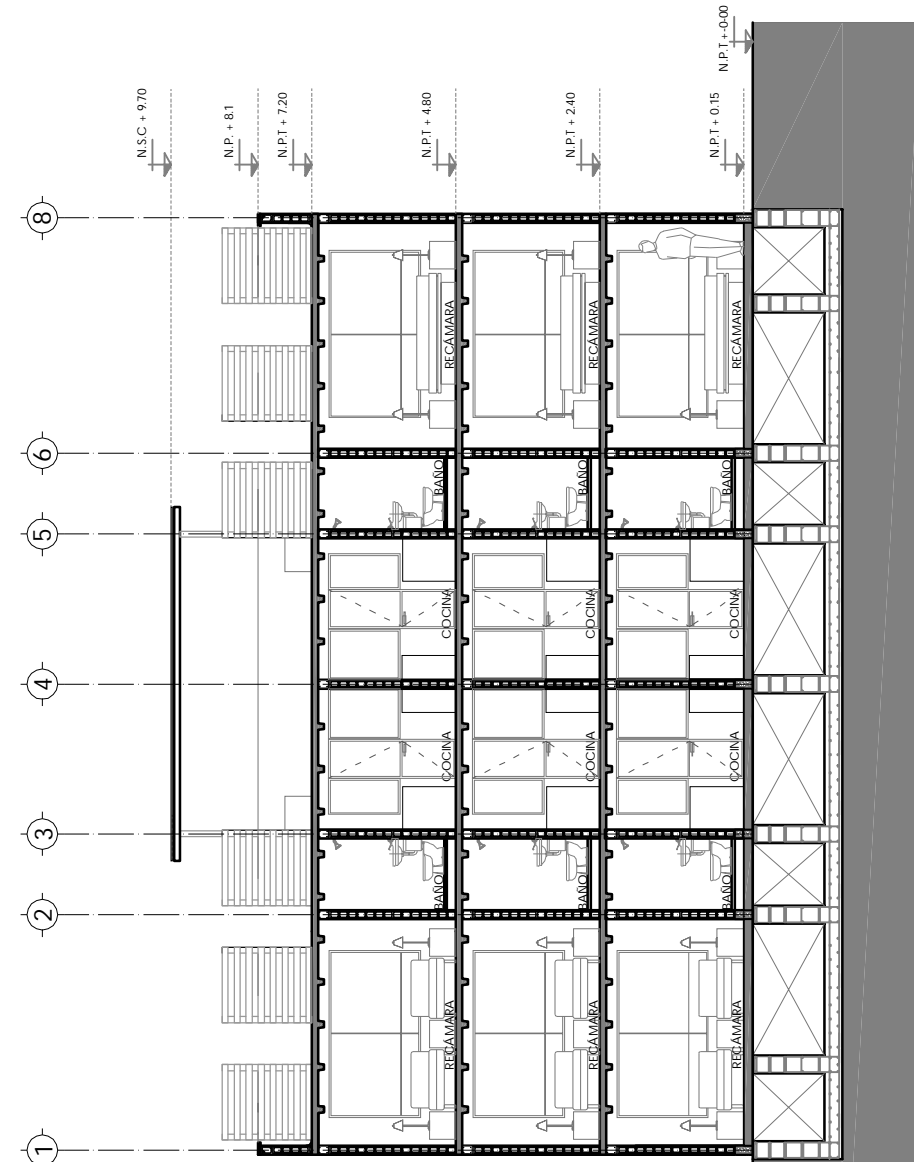 N.S.C + 9.70
N.P. + 8.1
N.P.T + 7.20
N.P.T + 4.80
N.P.T + 2.40
N.P.T + 0.15
N.P.T +-0-00
8
6
5
4
3
2
1
RECÁMARA
BAÑO
COCINA
COCINA
BAÑO
RECÁMARA
RECÁMARA
BAÑO
COCINA
COCINA
BAÑO
RECÁMARA
RECÁMARA
BAÑO
COCINA
COCINA
BAÑO
RECÁMARA